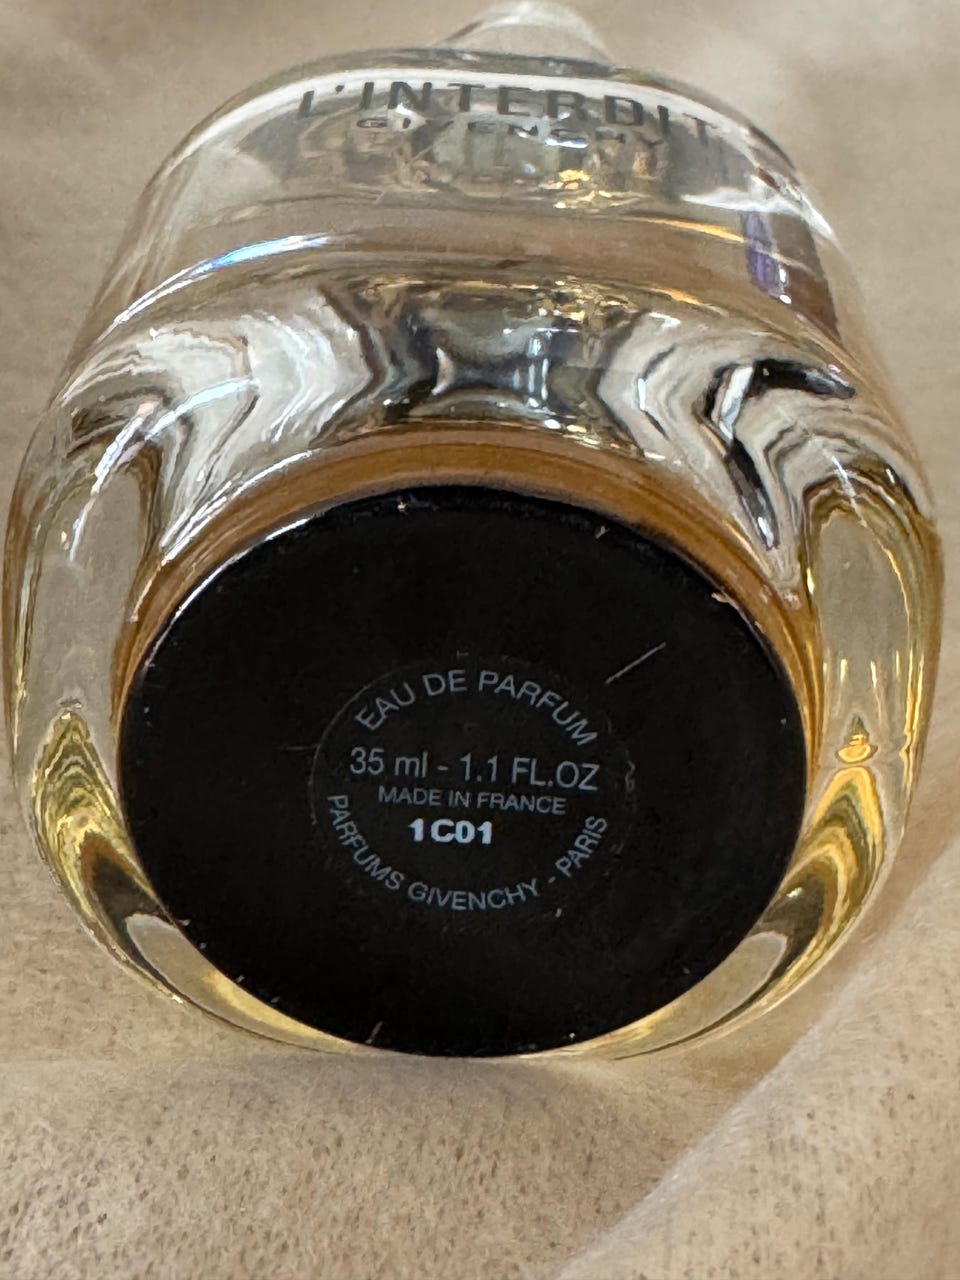 L'INTERDIT
GIVENCHY
EAU DE PARFUM
35 ml - 1.1 FL.OZ
MADE IN FRANCE
1C01
PARFUMS GIVENCHY - PARIS